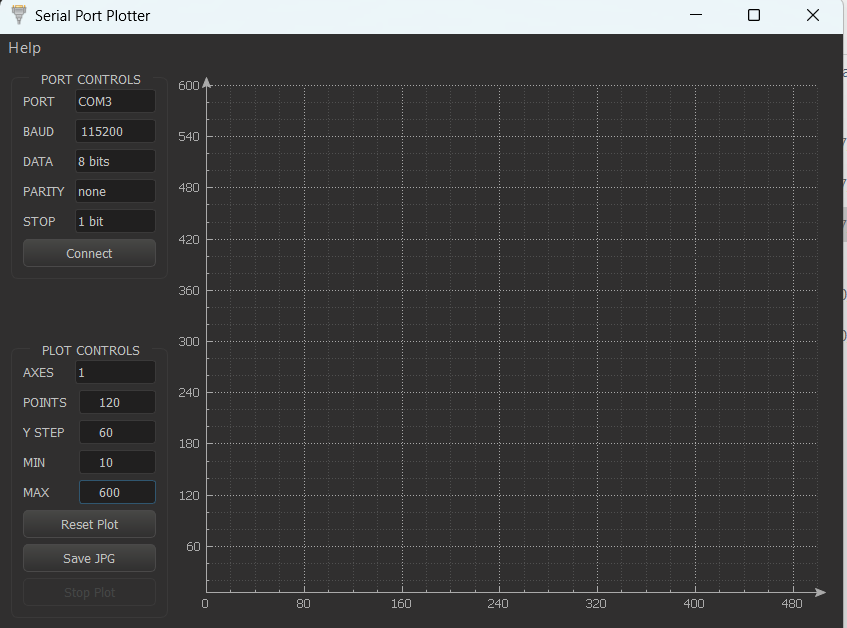 Serial Port Plotter
Help
PORT CONTROLS
PORT COM3
BAUD 115200
DATA 8 bits
PARITY none
STOP 1 bit
Connect
PLOT CONTROLS
AXES 1
POINTS 120
Y STEP 60
MIN 10
MAX 600
Reset Plot
Save JPG
Stop Plot
600
540
480
420
360
300
240
180
120
60
0 80 160 240 320 400 480